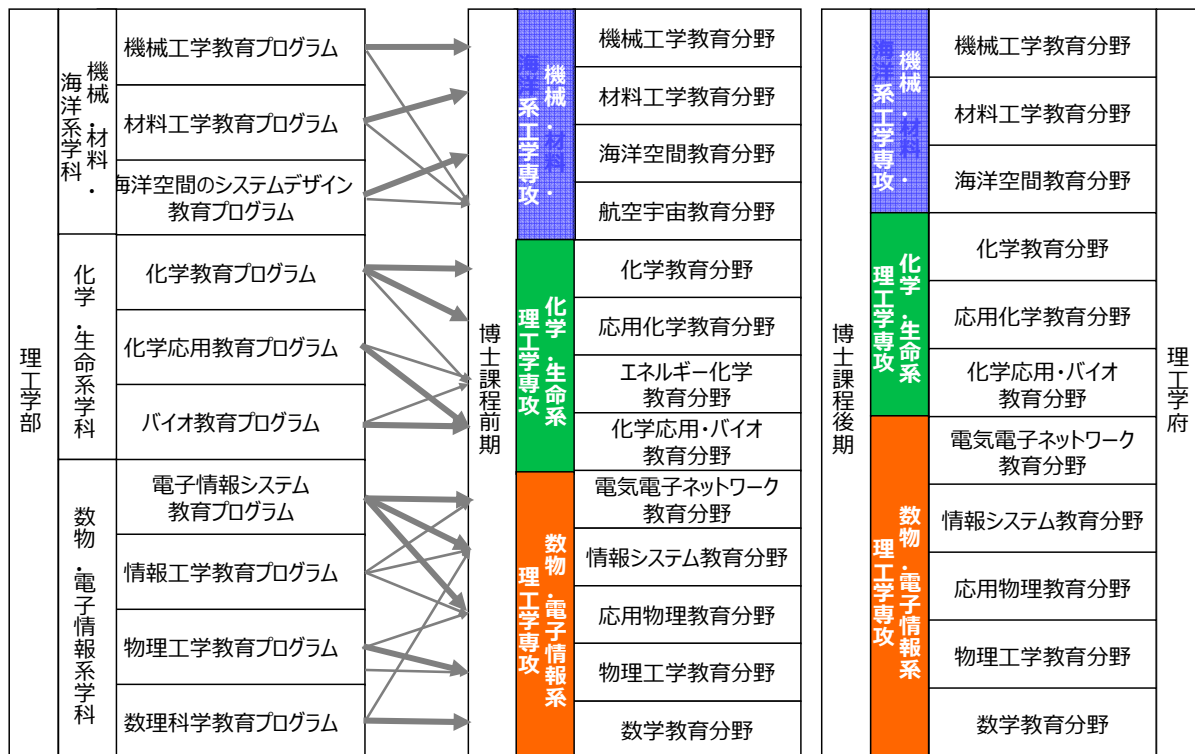 理工学部
機械・材料・
海洋系学科
機械工学教育プログラム
材料工学教育プログラム
海洋空間のシステムデザイン
教育プログラム
化学・生命系学科
化学教育プログラム
化学応用教育プログラム
バイオ教育プログラム
数物・電子情報系学科
電子情報システム
教育プログラム
情報工学教育プログラム
物理工学教育プログラム
数理科学教育プログラム
博士課程前期
機械・材料・
海洋系工学専攻
機械工学教育分野
材料工学教育分野
海洋空間教育分野
航空宇宙教育分野
化学・生命系
理工学専攻
化学教育分野
応用化学教育分野
エネルギー化学
教育分野
化学応用・バイオ
教育分野
数物・電子情報系
理工学専攻
電気電子ネットワーク
教育分野
情報システム教育分野
応用物理教育分野
物理工学教育分野
数学教育分野
博士課程後期
機械・材料・
海洋系工学専攻
機械工学教育分野
材料工学教育分野
海洋空間教育分野
化学・生命系
理工学専攻
化学教育分野
応用化学教育分野
化学応用・バイオ
教育分野
数物・電子情報系
理工学専攻
電気電子ネットワーク
教育分野
情報システム教育分野
応用物理教育分野
物理工学教育分野
数学教育分野
理工学府